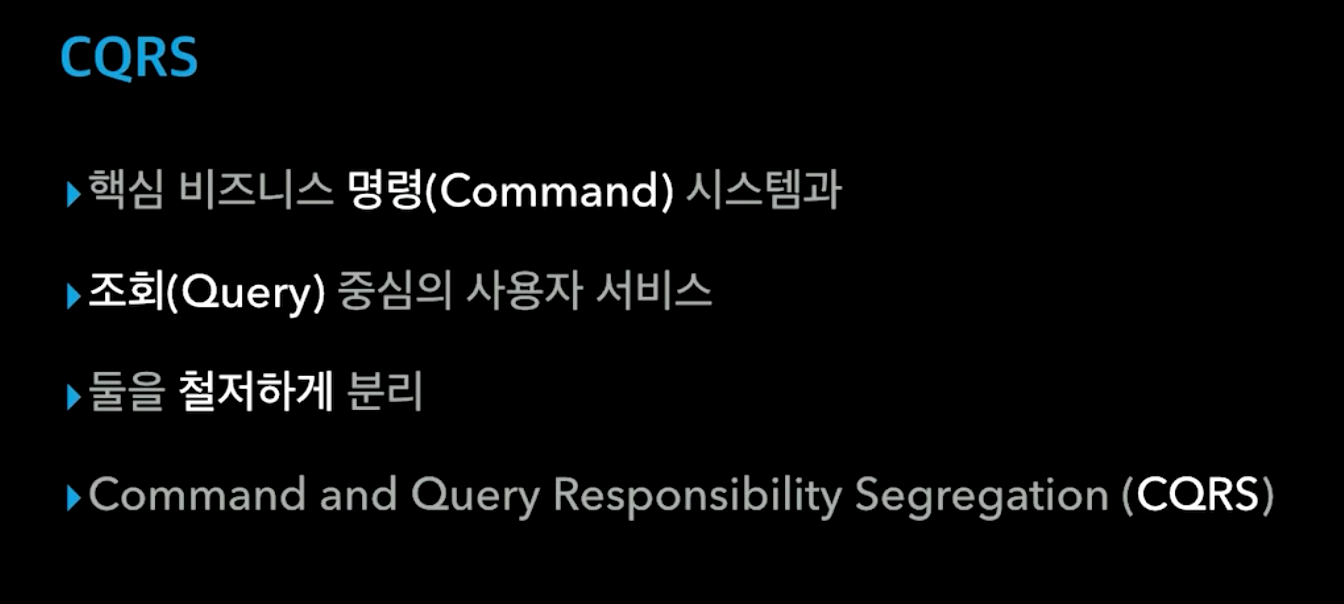 CQRS
핵심 비즈니스 명령(Command) 시스템과
조회(Query) 중심의 사용자 서비스
둘을 철저하게 분리
Command and Query Responsibility Segregation (CQRS)